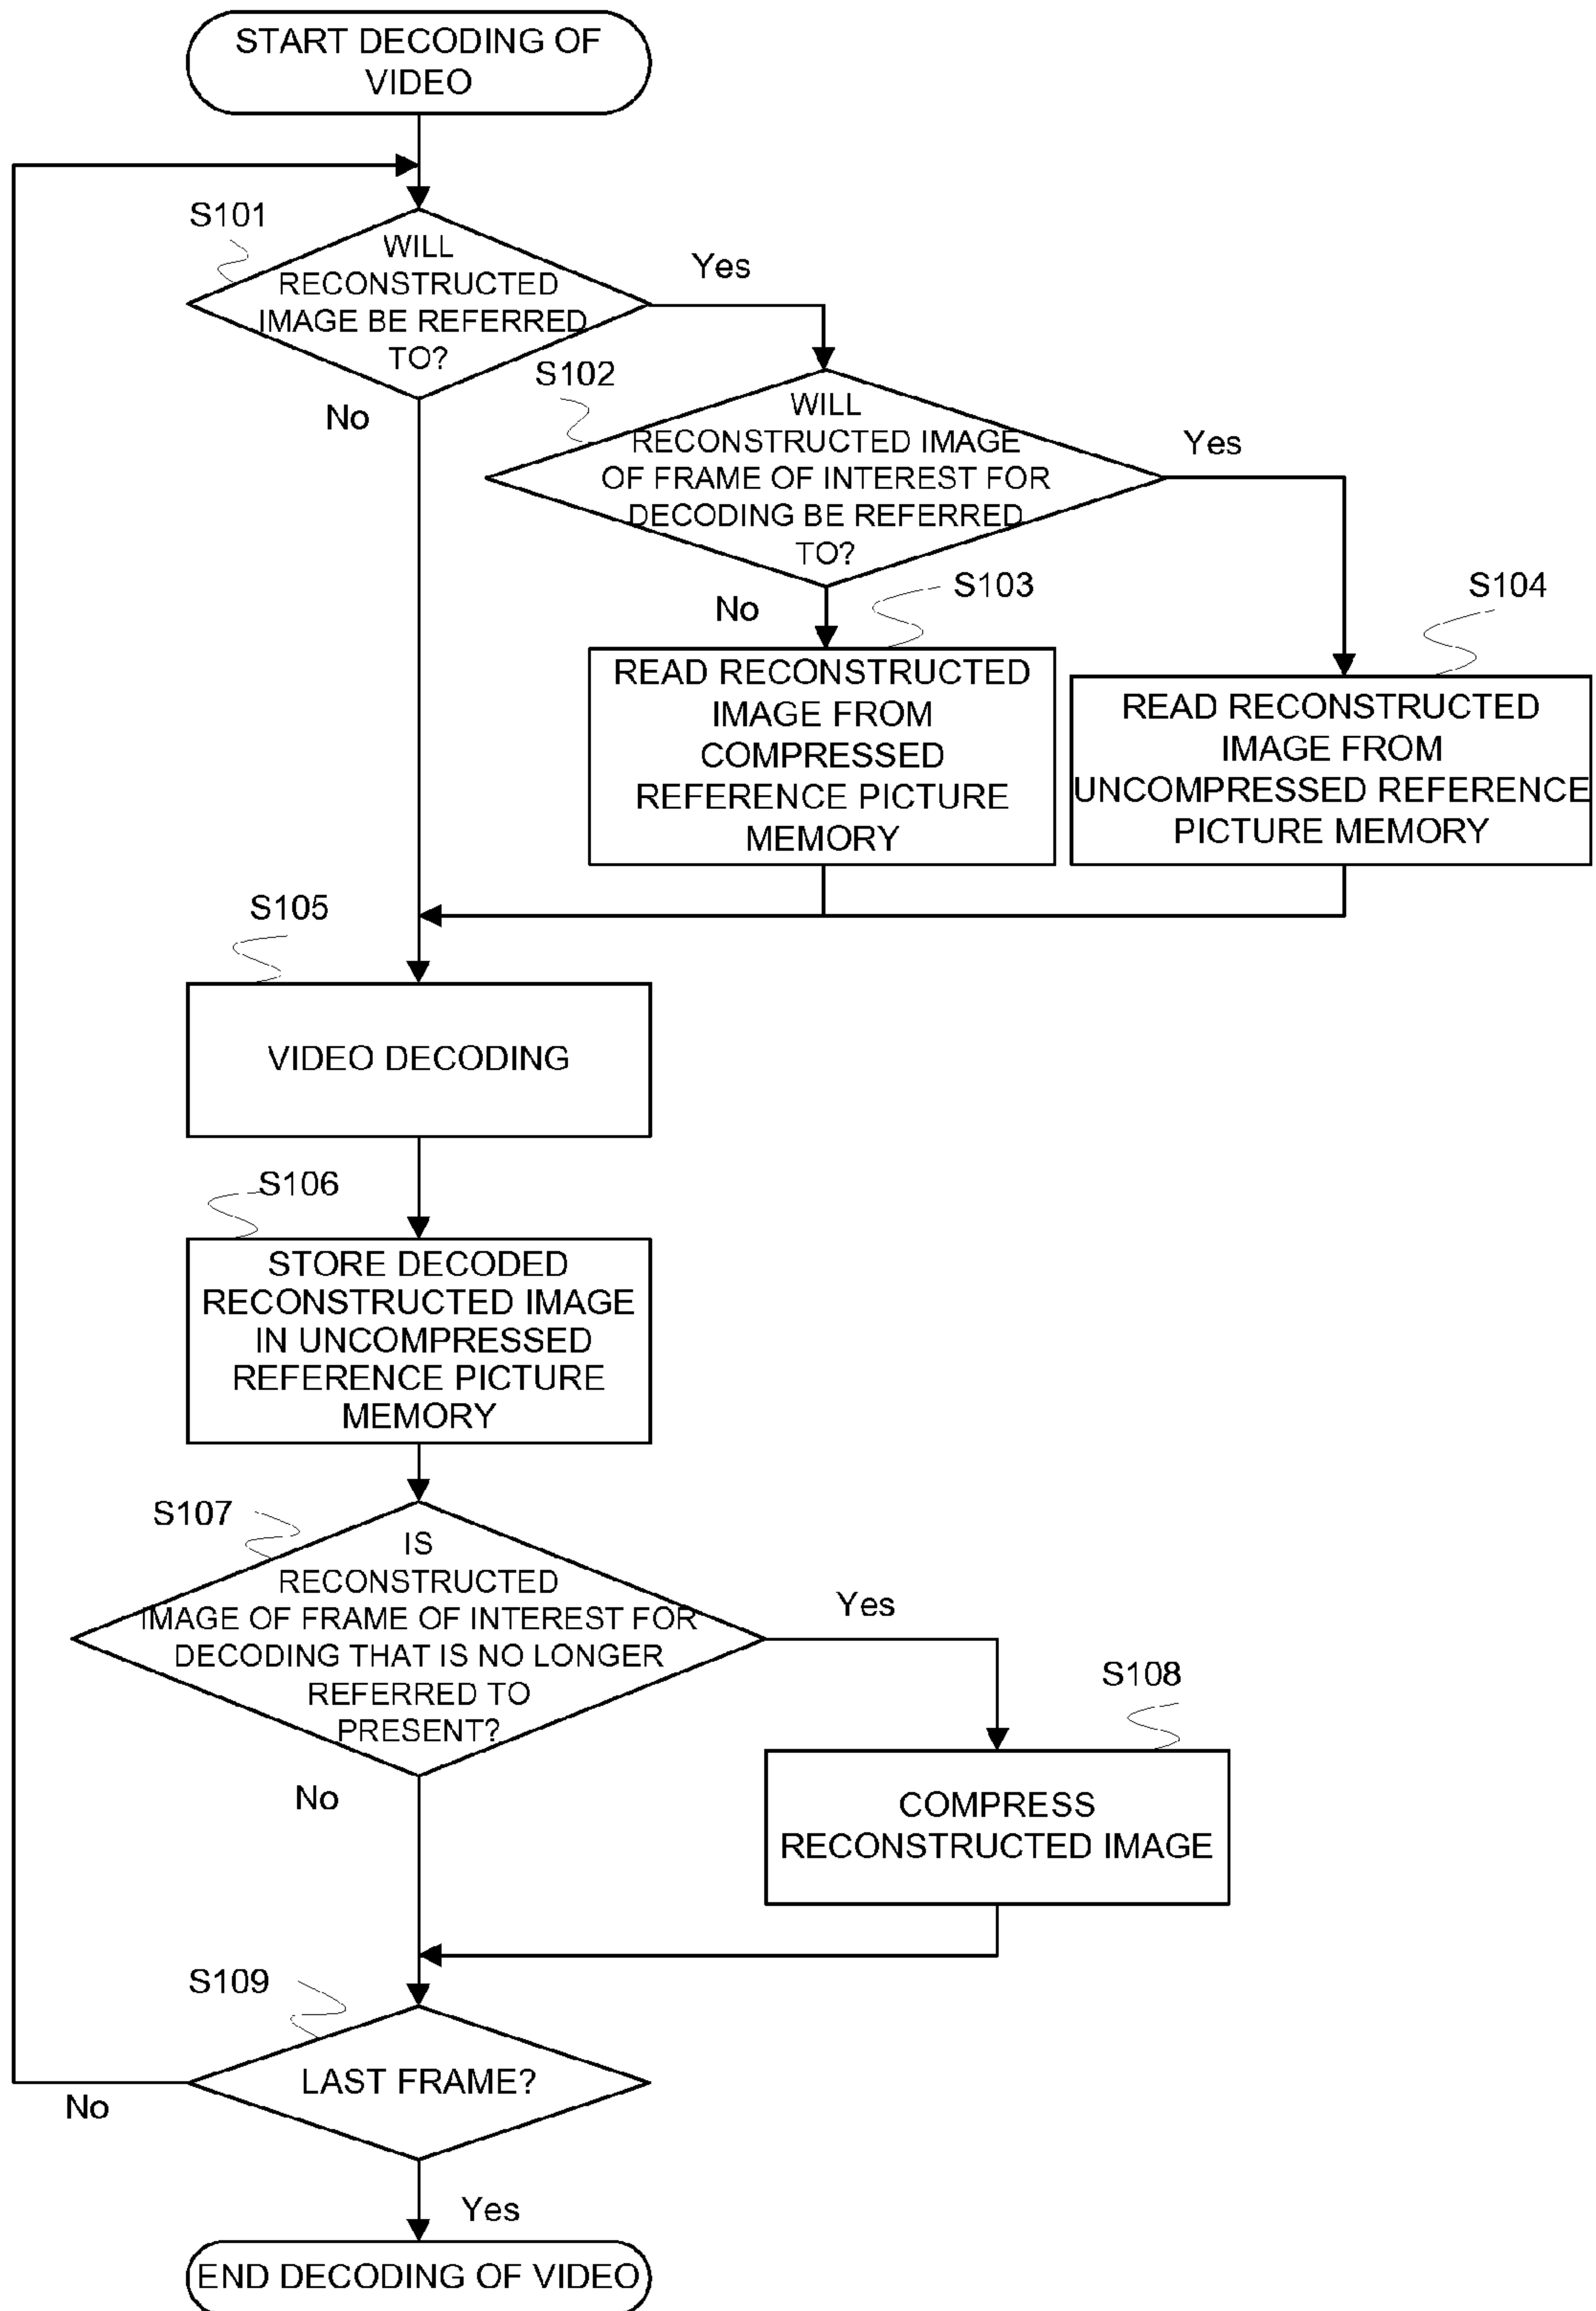 START DECODING OF
VIDEO
S101
WILL
RECONSTRUCTED
IMAGE BE REFERRED
TO?
Yes
No
S102
WILL
RECONSTRUCTED IMAGE
OF FRAME OF INTEREST FOR
DECODING BE REFERRED
TO?
Yes
No
S103
READ RECONSTRUCTED
IMAGE FROM
COMPRESSED
REFERENCE PICTURE
MEMORY
S104
READ RECONSTRUCTED
IMAGE FROM
UNCOMPRESSED REFERENCE
PICTURE MEMORY
S105
VIDEO DECODING
S106
STORE DECODED
RECONSTRUCTED IMAGE
IN UNCOMPRESSED
REFERENCE PICTURE
MEMORY
S107
IS
RECONSTRUCTED
IMAGE OF FRAME OF INTEREST FOR
DECODING THAT IS NO LONGER
REFERRED TO
PRESENT?
Yes
No
S108
COMPRESS
RECONSTRUCTED IMAGE
S109
LAST FRAME?
No
Yes
END DECODING OF VIDEO